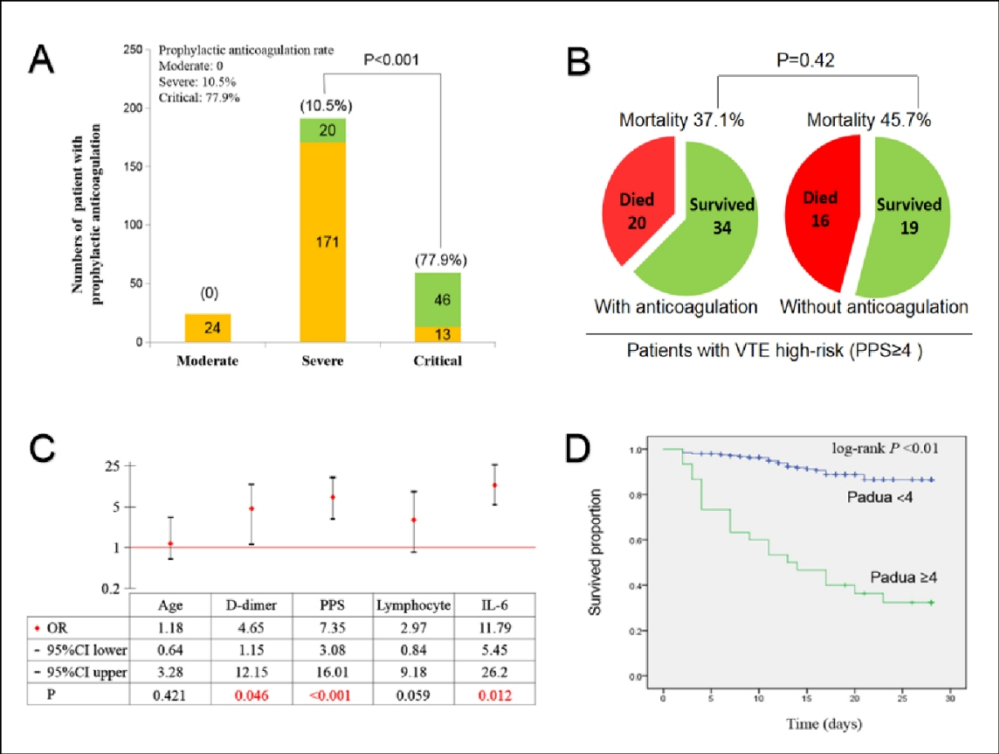 A
Prophylactic anticoagulation rate
Moderate: 0
Severe: 10.5%
Critical: 77.9%
P<0.001
Numbers of patient with
prophylactic anticoagulation
250
200
150
100
50
0
(0)
24
(10.5%)
20
171
(77.9%)
46
13
Moderate Severe Critical
B
P=0.42
Mortality 37.1% Mortality 45.7%
Died
20
Survived
34
Died
16
Survived
19
With anticoagulation Without anticoagulation
Patients with VTE high-risk (PPS≥4 )
C
25
5
1
0.2
Age D-dimer PPS Lymphocyte IL-6
OR 1.18 4.65 7.35 2.97 11.79
95%CI lower 0.64 1.15 3.08 0.84 5.45
95%CI upper 3.28 12.15 16.01 9.18 26.2
P 0.421 0.046 <0.001 0.059 0.012
D
log-rank P <0.01
Padua <4
Padua ≥4
Survived proportion
1.0
0.8
0.6
0.4
0.2
0.0
0 5 10 15 20 25 30
Time (days)